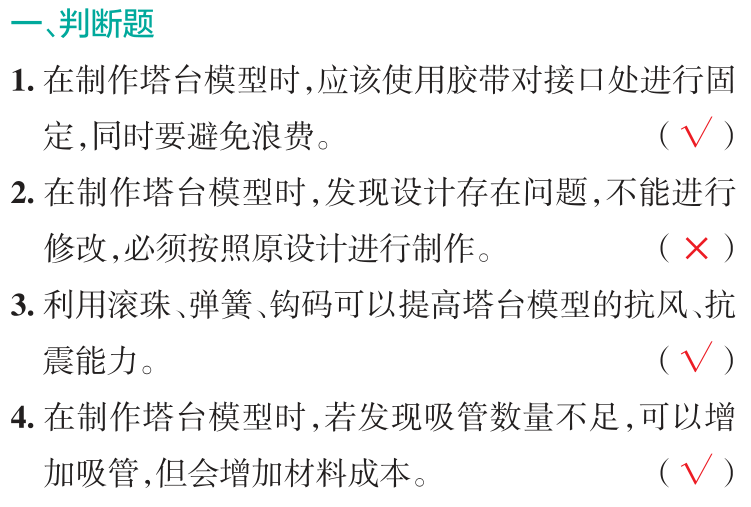 一、判断题
1. 在制作塔台模型时,应该使用胶带对接口处进行固
定,同时要避免浪费。 (√)
2. 在制作塔台模型时,发现设计存在问题,不能进行
修改,必须按照原设计进行制作。 (×)
3. 利用滚珠、弹簧、钩码可以提高塔台模型的抗风、抗
震能力。 (√)
4. 在制作塔台模型时,若发现吸管数量不足,可以增
加吸管,但会增加材料成本。 (√)